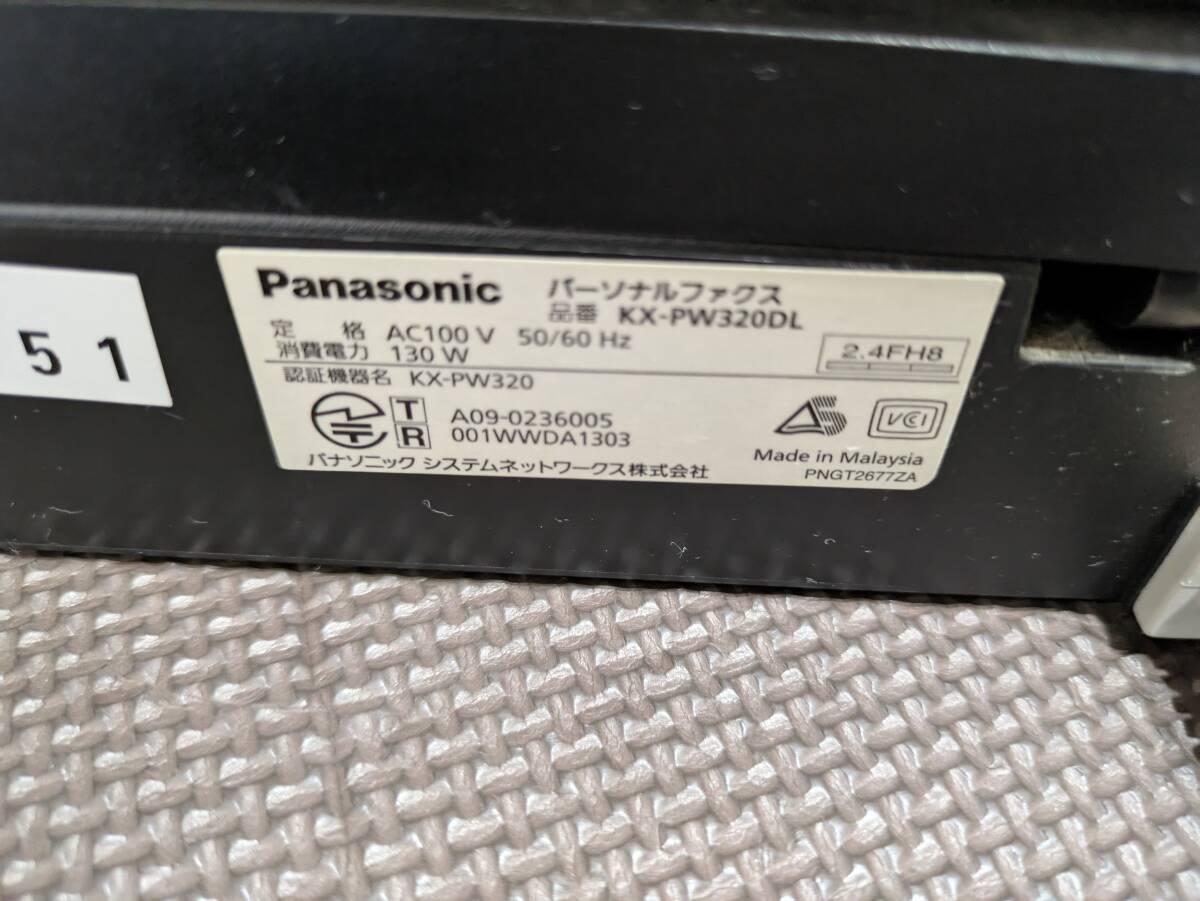 Panasonic パーソナルファクス
品番 KX-PW320DL
定 格 AC100 V 50/60 Hz
消費電力 130 W
2.4FH8
認証機器名 KX-PW320
T A09-0236005
R 001WWDA1303
VCCI
Made in Malaysia
パナソニック システムネットワークス株式会社
PNGT2677ZA
5 1